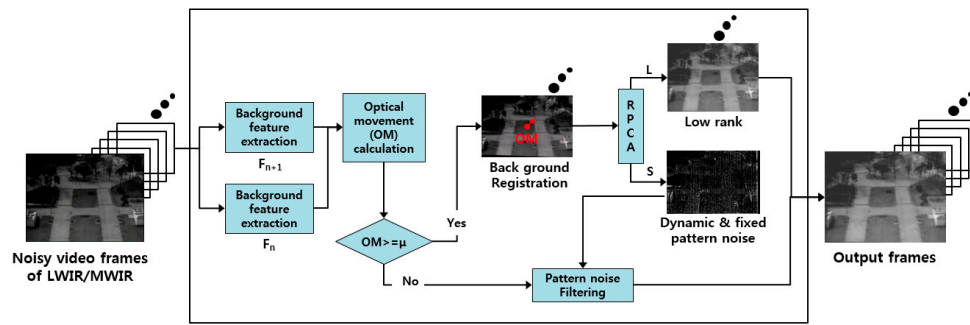 Noisy video frames
of LWIR/MWIR
Background
feature
extraction
Fn+1
Background
feature
extraction
Fn
Optical
movement
(OM)
calculation
OM>=μ
Yes
No
OM
Back ground
Registration
RPCA
L
S
Low rank
Dynamic & fixed
pattern noise
Pattern noise
Filtering
Output frames